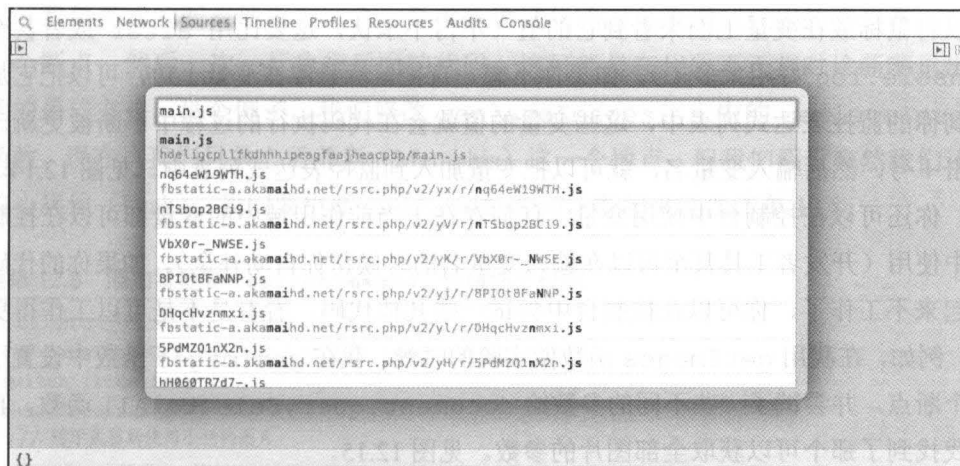 Elements Network Sources Timeline Profiles Resources Audits Console
main.js
main.js
hdeligcpllfkdhhhipeagfaajheacpbp/main.js
nq64eW19WTH.js
fbstatic-a.akamaihd.net/rsrc.php/v2/yx/r/nq64eW19WTH.js
nTSbop2BCi9.js
fbstatic-a.akamaihd.net/rsrc.php/v2/yV/r/nTSbop2BCi9.js
VbX0r-_NWSE.js
fbstatic-a.akamaihd.net/rsrc.php/v2/yK/r/VbX0r-_NWSE.js
BPIOtBFaNNP.js
fbstatic-a.akamaihd.net/rsrc.php/v2/yj/r/BPIOtBFaNNP.js
DHqcHvznmxi.js
fbstatic-a.akamaihd.net/rsrc.php/v2/yl/r/DHqcHvznmxi.js
5PdMZQ1nX2n.js
fbstatic-a.akamaihd.net/rsrc.php/v2/yH/r/5PdMZQ1nX2n.js
hH060TR7d7-.js
{}